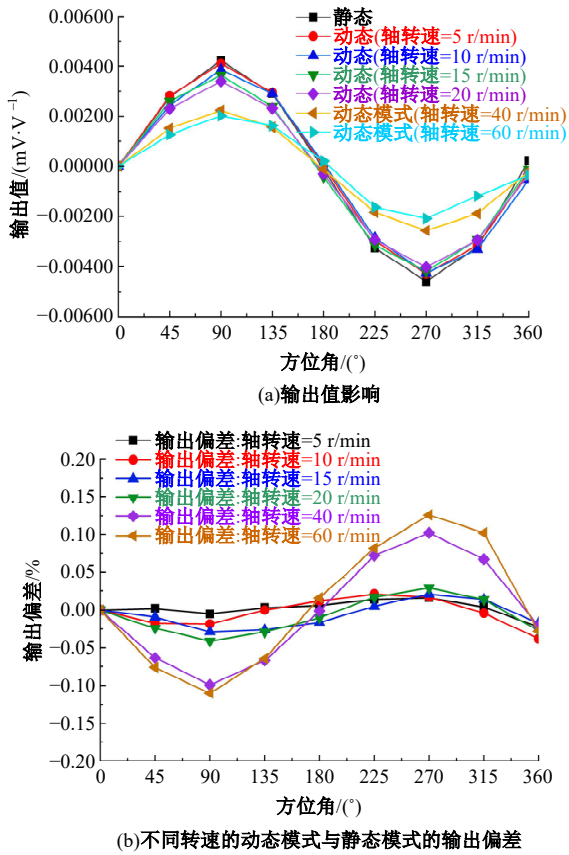 静态
动态(轴转速=5 r/min)
动态(轴转速=10 r/min)
动态(轴转速=15 r/min)
动态(轴转速=20 r/min)
动态模式(轴转速=40 r/min)
动态模式(轴转速=60 r/min)
0.00600
0.00400
0.00200
0.00000
−0.00200
−0.00400
−0.00600
输出值/(mV·V⁻¹)
0 45 90 135 180 225 270 315 360
方位角/(°)
(a)输出值影响
输出偏差:轴转速=5 r/min
输出偏差:轴转速=10 r/min
输出偏差:轴转速=15 r/min
输出偏差:轴转速=20 r/min
输出偏差:轴转速=40 r/min
输出偏差:轴转速=60 r/min
0.20
0.15
0.10
0.05
0.00
−0.05
−0.10
−0.15
−0.20
输出偏差/%
0 45 90 135 180 225 270 315 360
方位角/(°)
(b)不同转速的动态模式与静态模式的输出偏差